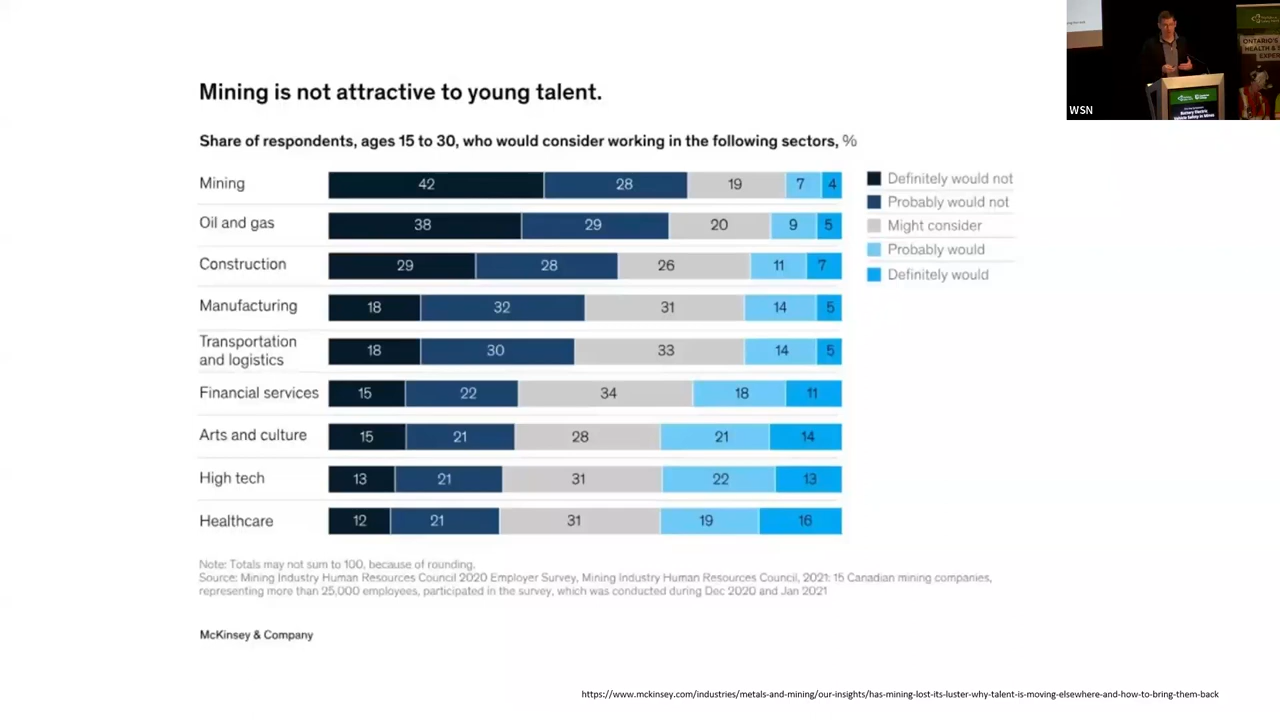 Mining is not attractive to young talent.
Share of respondents, ages 15 to 30, who would consider working in the following sectors, %
Mining 42 28 19 7 4
Oil and gas 38 29 20 9 5
Construction 29 28 26 11 7
Manufacturing 18 32 31 14 5
Transportation
and logistics 18 30 33 14 5
Financial services 15 22 34 18 11
Arts and culture 15 21 28 21 14
High tech 13 21 31 22 13
Healthcare 12 21 31 19 16
Definitely would not
Probably would not
Might consider
Probably would
Definitely would
Note: Totals may not sum to 100, because of rounding.
Source: Mining Industry Human Resources Council 2020 Employer Survey, Mining Industry Human Resources Council, 2021: 15 Canadian mining companies,
representing more than 25,000 employees, participated in the survey, which was conducted during Dec 2020 and Jan 2021
McKinsey & Company
https://www.mckinsey.com/industries/metals-and-mining/our-insights/has-mining-lost-its-luster-why-talent-is-moving-elsewhere-and-how-to-bring-them-back
WSN
ONTARIO'S
HEALTH &
Battery Electric
Vehicle Safety in Mines